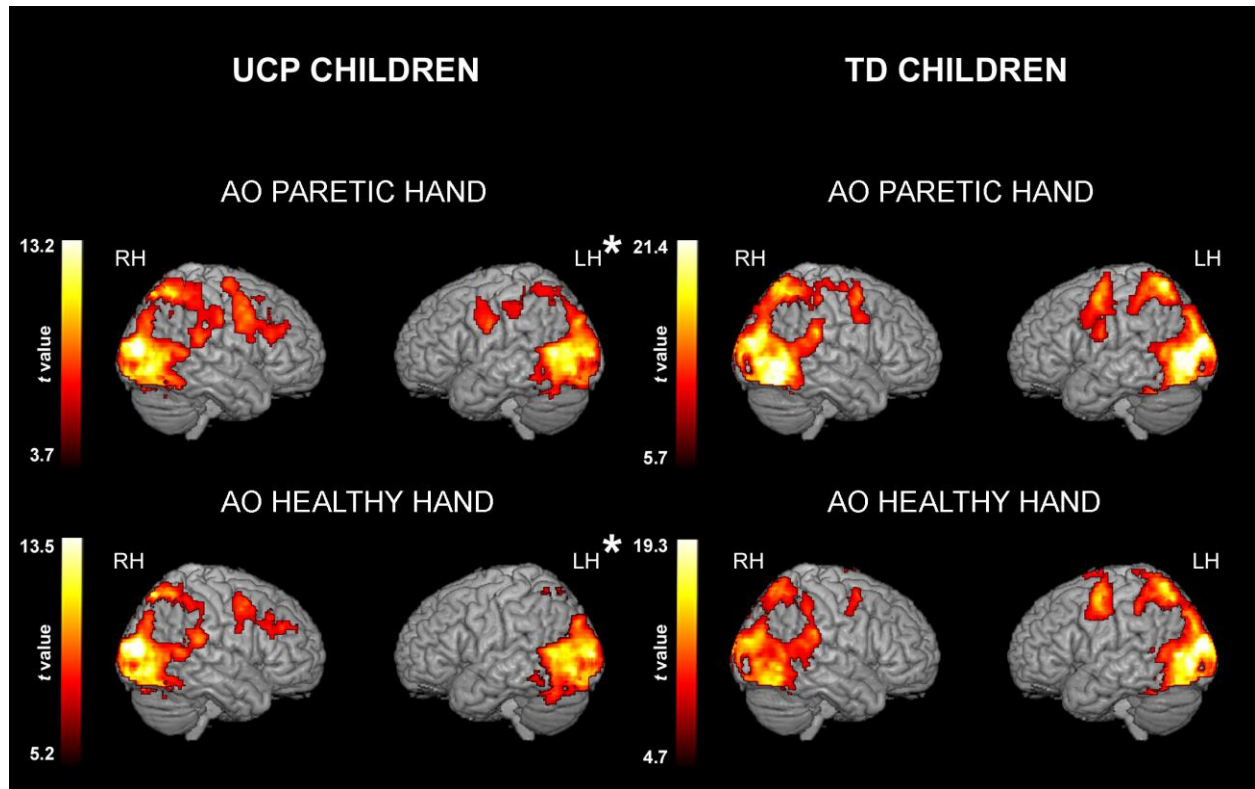 UCP CHILDREN
TD CHILDREN
AO PARETIC HAND
AO PARETIC HAND
13.2
RH
LH*
21.4
RH
LH
t value
t value
3.7
5.7
AO HEALTHY HAND
AO HEALTHY HAND
13.5
RH
LH*
19.3
RH
LH
t value
t value
5.2
4.7